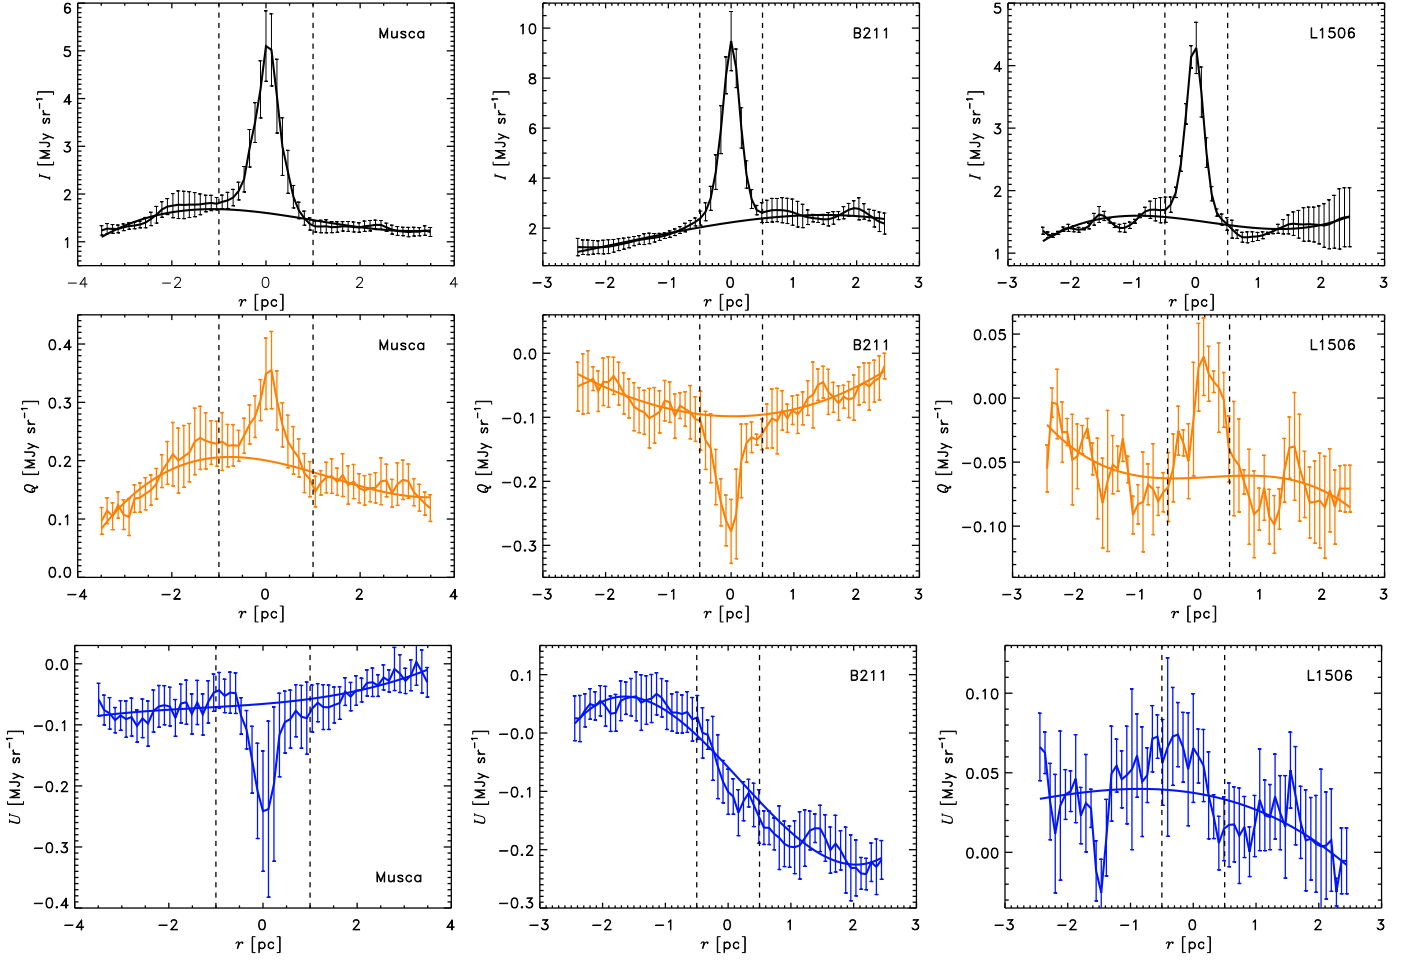 Musca
I [MJy sr⁻¹]
6
5
4
3
2
1
−4 −2 0 2 4
r [pc]
B211
I [MJy sr⁻¹]
10
8
6
4
2
−3 −2 −1 0 1 2 3
r [pc]
L1506
I [MJy sr⁻¹]
5
4
3
2
1
−3 −2 −1 0 1 2 3
r [pc]
Musca
Q [MJy sr⁻¹]
0.4
0.3
0.2
0.1
0.0
−4 −2 0 2 4
r [pc]
B211
Q [MJy sr⁻¹]
0.0
−0.1
−0.2
−0.3
−3 −2 −1 0 1 2 3
r [pc]
L1506
Q [MJy sr⁻¹]
0.05
0.00
−0.05
−0.10
−3 −2 −1 0 1 2 3
r [pc]
Musca
U [MJy sr⁻¹]
0.0
−0.1
−0.2
−0.3
−0.4
−4 −2 0 2 4
r [pc]
B211
U [MJy sr⁻¹]
0.1
−0.0
−0.1
−0.2
−0.3
−3 −2 −1 0 1 2 3
r [pc]
L1506
U [MJy sr⁻¹]
0.10
0.05
0.00
−3 −2 −1 0 1 2 3
r [pc]